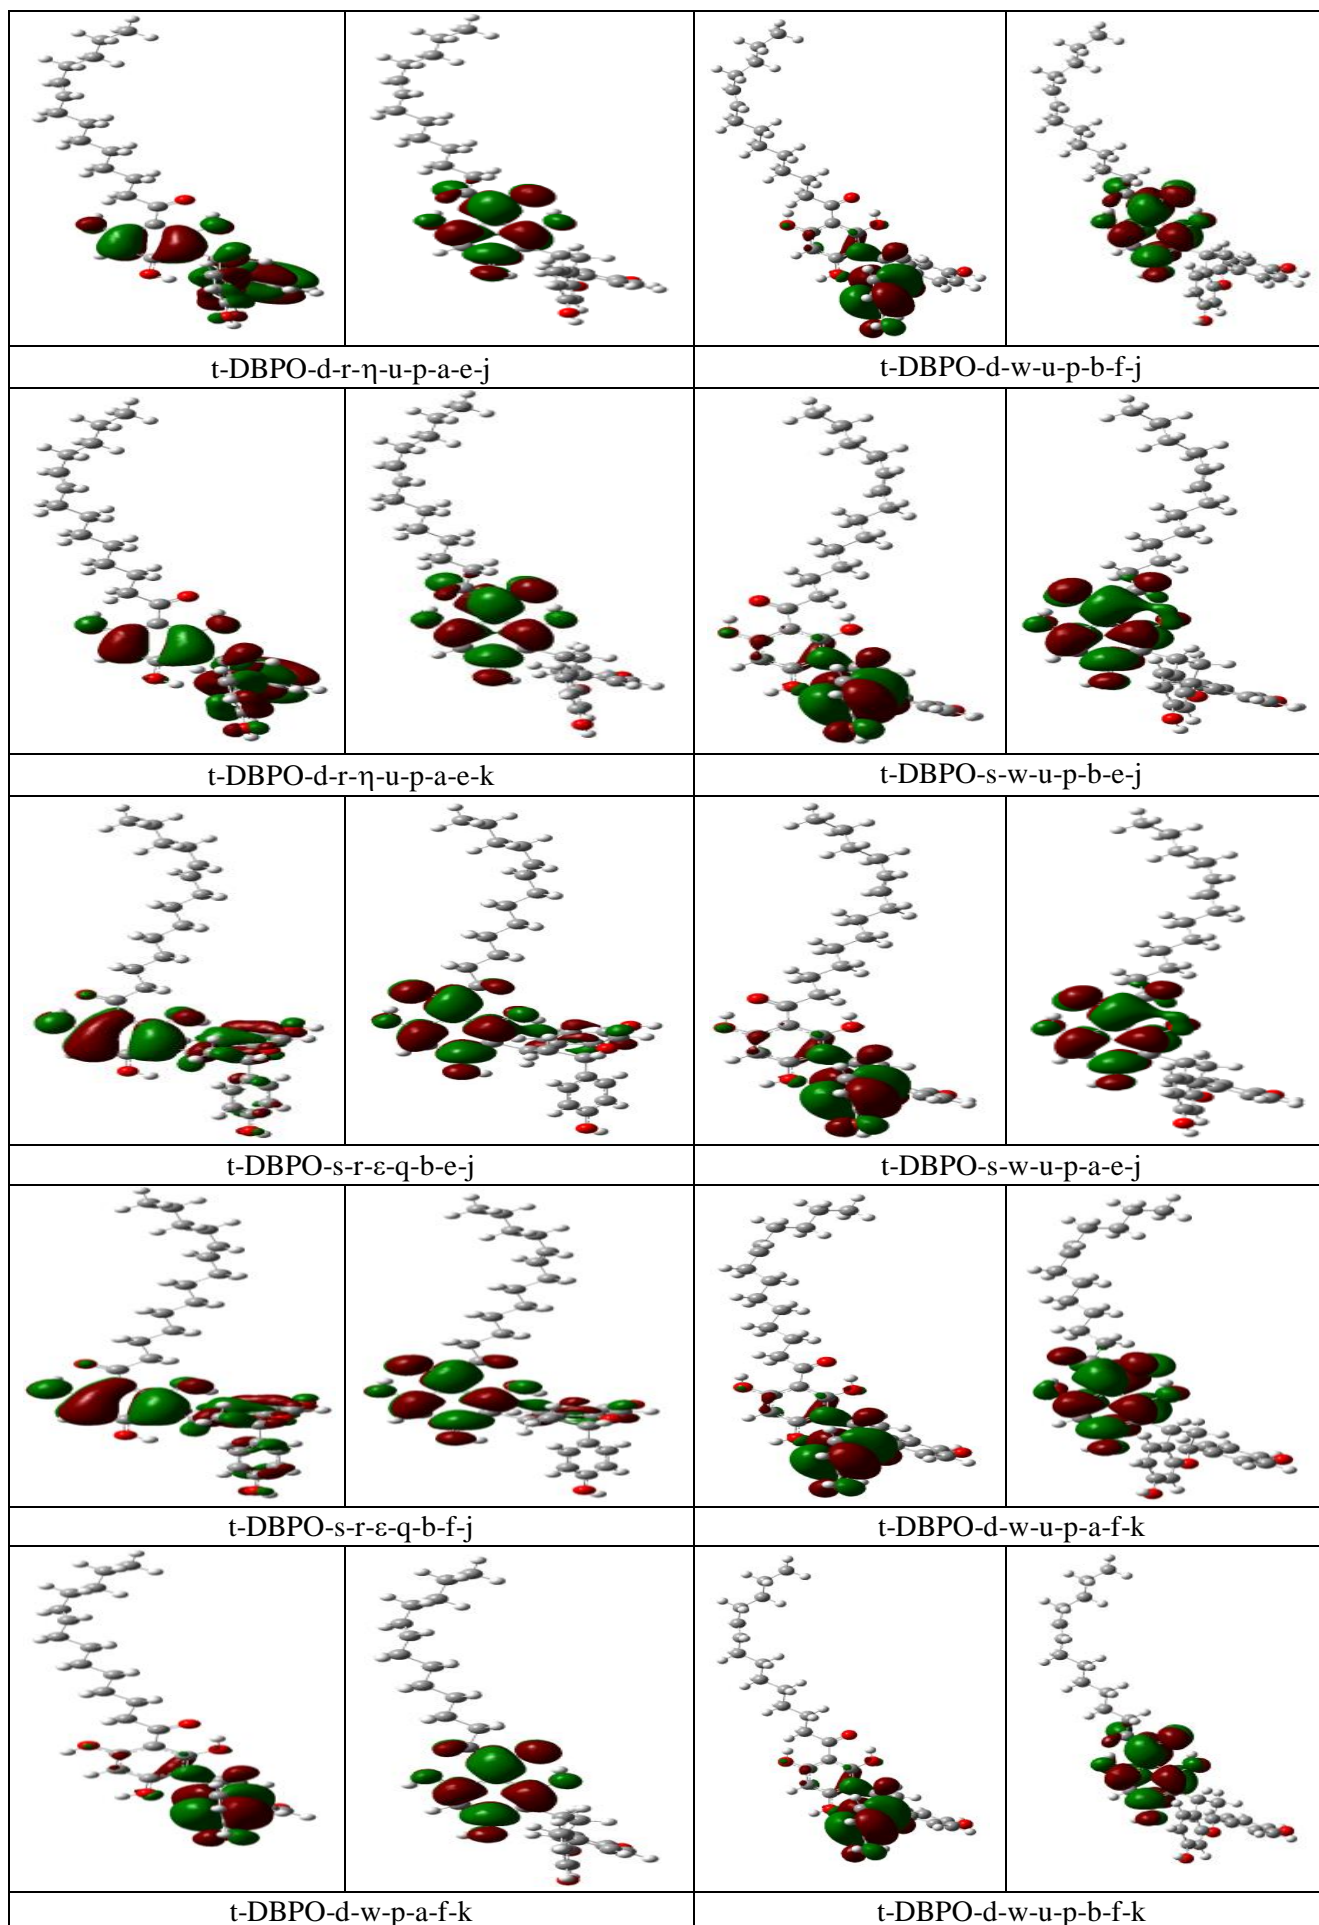 t-DBPO-d-r-η-u-p-a-e-j
t-DBPO-d-w-u-p-b-f-j
t-DBPO-d-r-η-u-p-a-e-k
t-DBPO-s-w-u-p-b-e-j
t-DBPO-s-r-ε-q-b-e-j
t-DBPO-s-w-u-p-a-e-j
t-DBPO-s-r-ε-q-b-f-j
t-DBPO-d-w-u-p-a-f-k
t-DBPO-d-w-p-a-f-k
t-DBPO-d-w-u-p-b-f-k